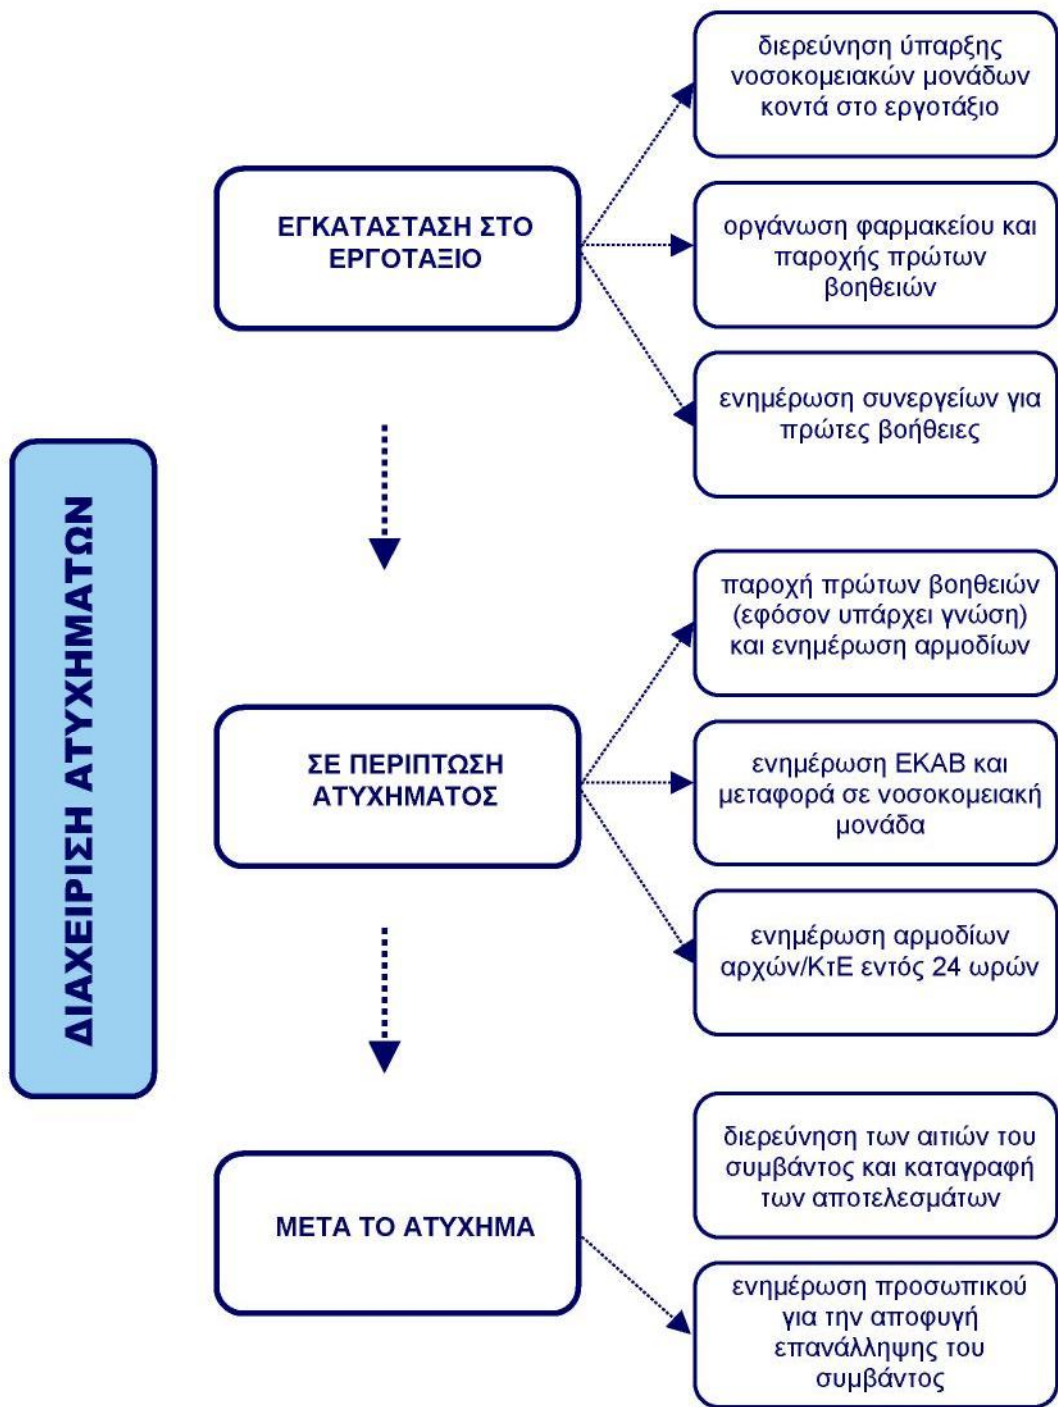 διερεύνηση ύπαρξης
νοσοκομειακών μονάδων
κοντά στο εργοτάξιο
ΕΓΚΑΤΑΣΤΑΣΗ ΣΤΟ
ΕΡΓΟΤΑΞΙΟ
οργάνωση φαρμακείου και
παροχής πρώτων
βοηθειών
ενημέρωση συνεργείων για
πρώτες βοήθειες
ΔΙΑΧΕΙΡΙΣΗ ΑΤΥΧΗΜΑΤΩΝ
παροχή πρώτων βοηθειών
(εφόσον υπάρχει γνώση)
και ενημέρωση αρμοδίων
ΣΕ ΠΕΡΙΠΤΩΣΗ
ΑΤΥΧΗΜΑΤΟΣ
ενημέρωση ΕΚΑΒ και
μεταφορά σε νοσοκομειακή
μονάδα
ενημέρωση αρμοδίων
αρχών/ΚτΕ εντός 24 ωρών
ΜΕΤΑ ΤΟ ΑΤΥΧΗΜΑ
διερεύνηση των αιτιών του
συμβάντος και καταγραφή
των αποτελεσμάτων
ενημέρωση προσωπικού
για την αποφυγή
επανάλληψης του
συμβάντος